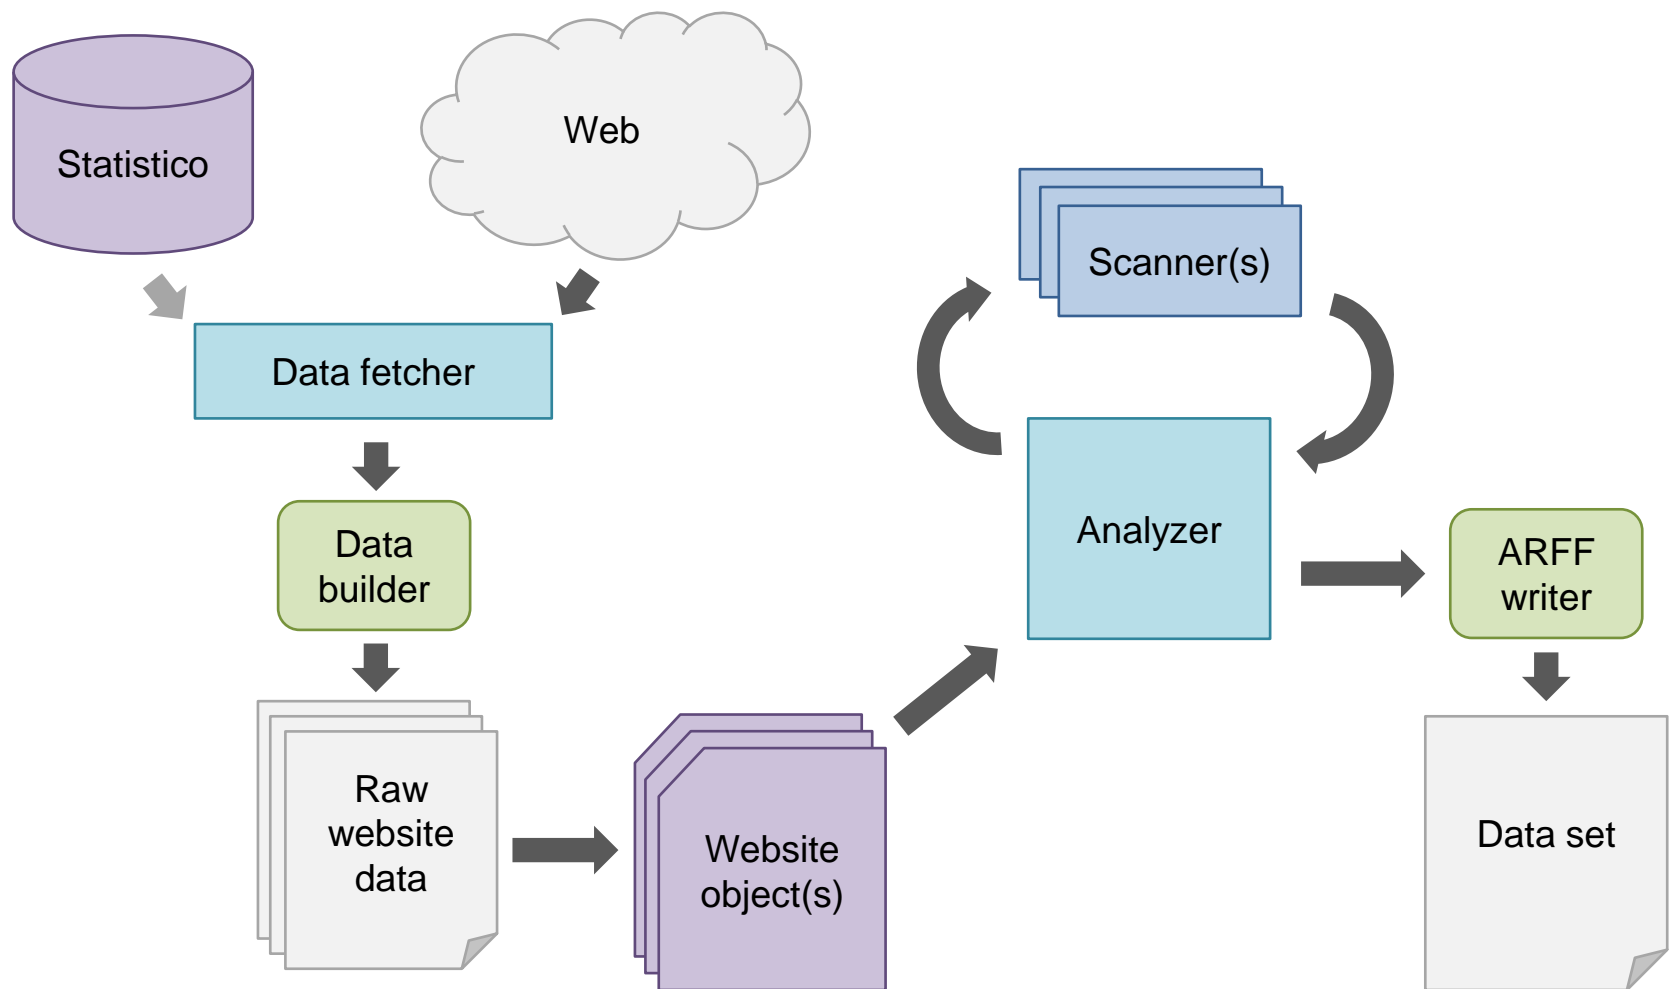 Statistico
Web
Scanner(s)
Data fetcher
Data
builder
Analyzer
ARFF
writer
Raw
website
data
Website
object(s)
Data set